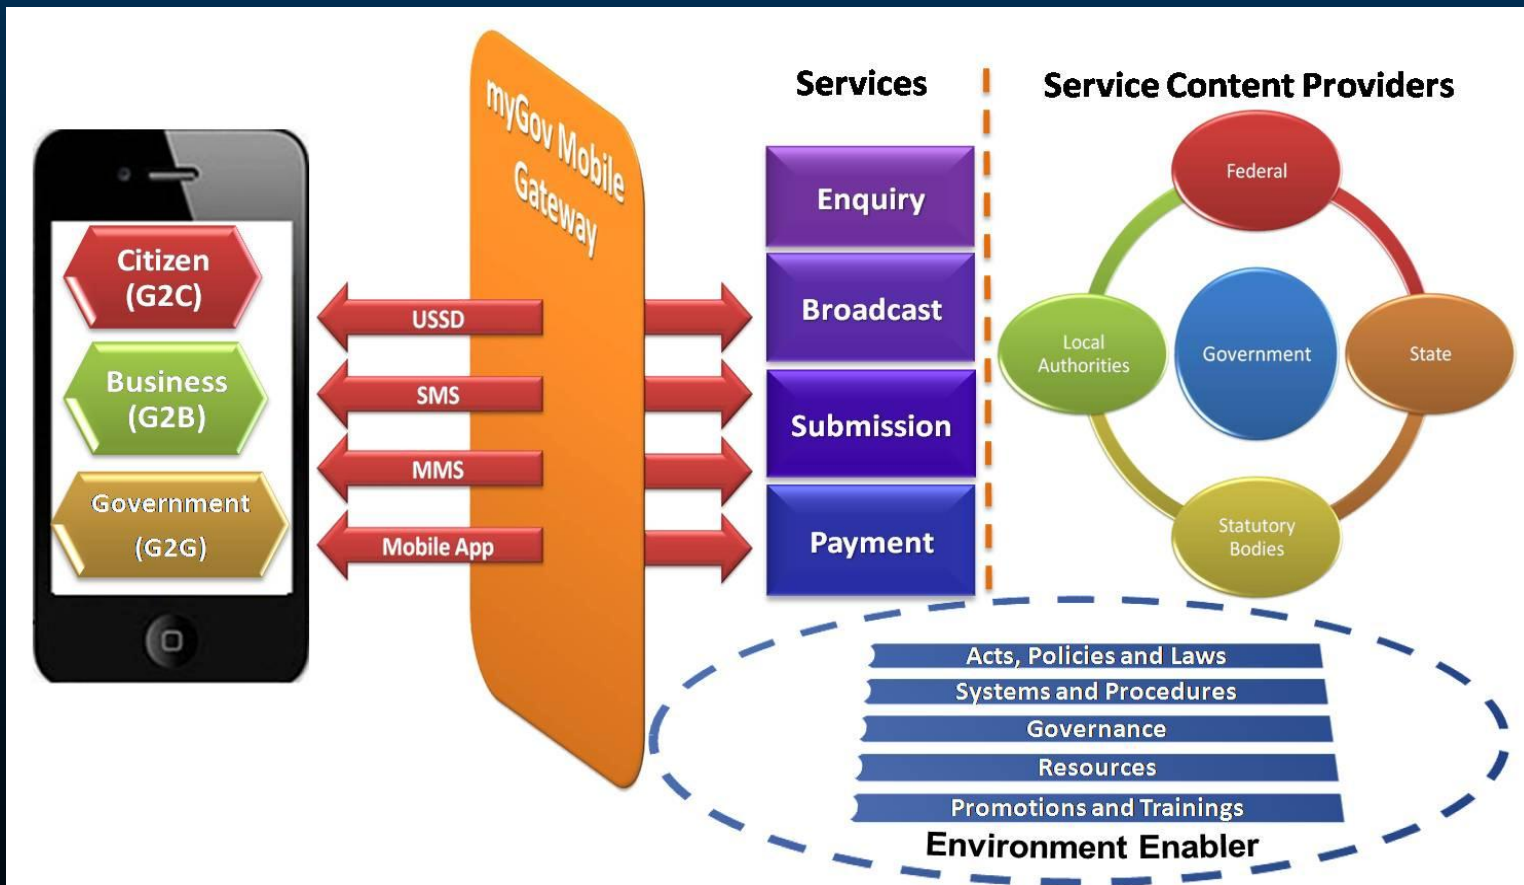 Citizen
(G2C)
Business
(G2B)
Government
(G2G)
myGov Mobile
Gateway
USSD
SMS
MMS
Mobile App
Services
Enquiry
Broadcast
Submission
Payment
Service Content Providers
Federal
Local
Authorities
Government
State
Statutory
Bodies
Acts, Policies and Laws
Systems and Procedures
Governance
Resources
Promotions and Trainings
Environment Enabler